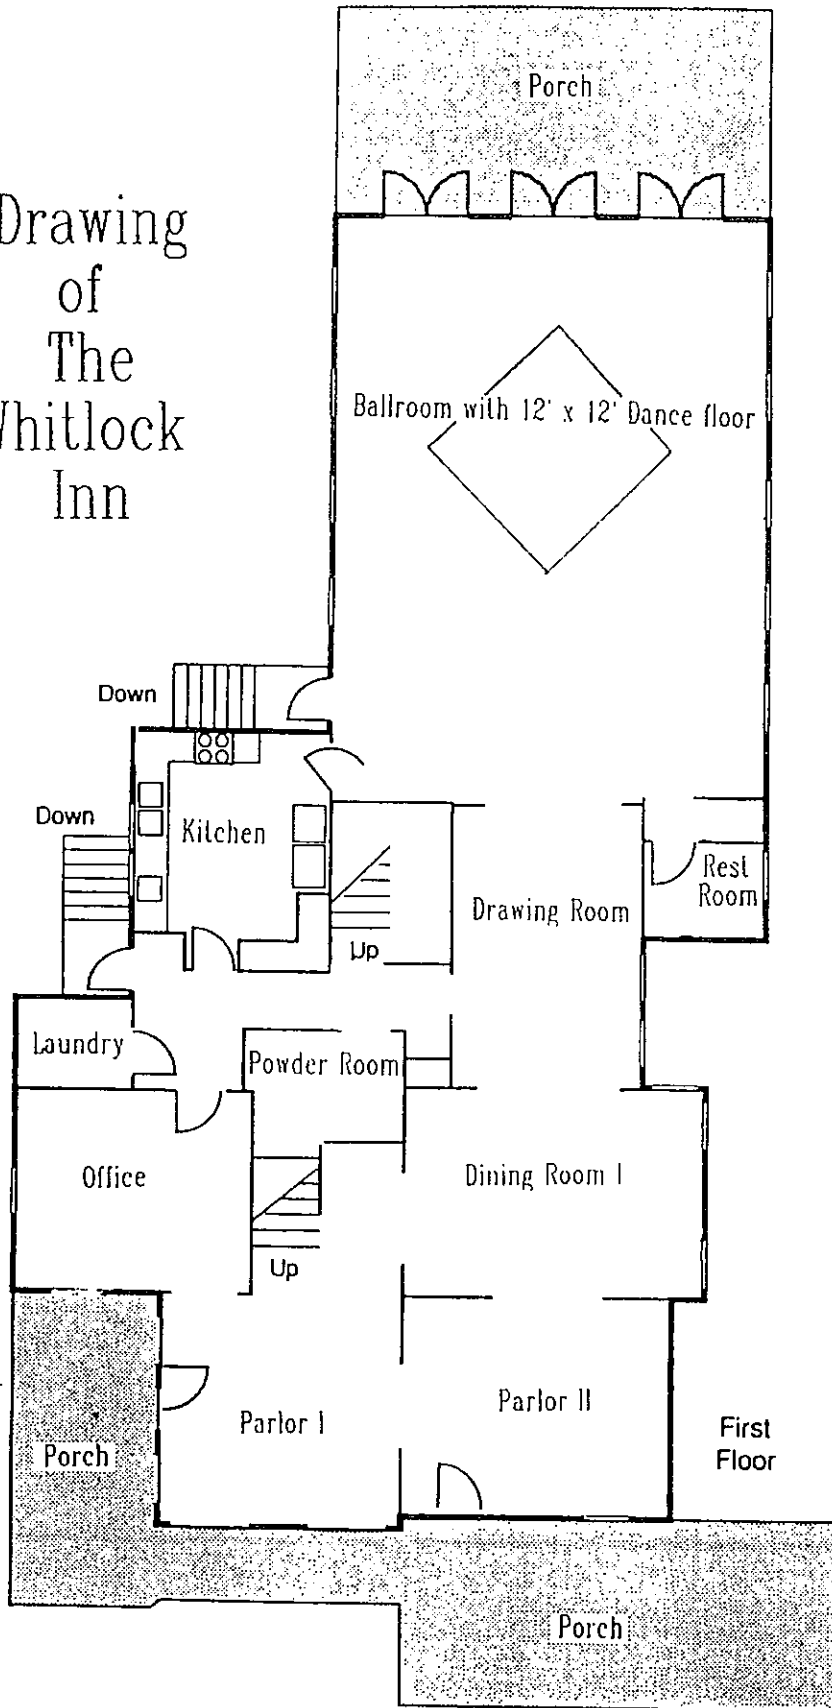 Porch
Drawing
of
The
Whitlock
Inn
Ballroom with 12' x 12' Dance floor
Down
Down
Kitchen
Rest
Room
Drawing Room
Up
Laundry
Powder Room
Office
Dining Room I
Up
Parlor II
Parlor I
First
Floor
Porch
Porch